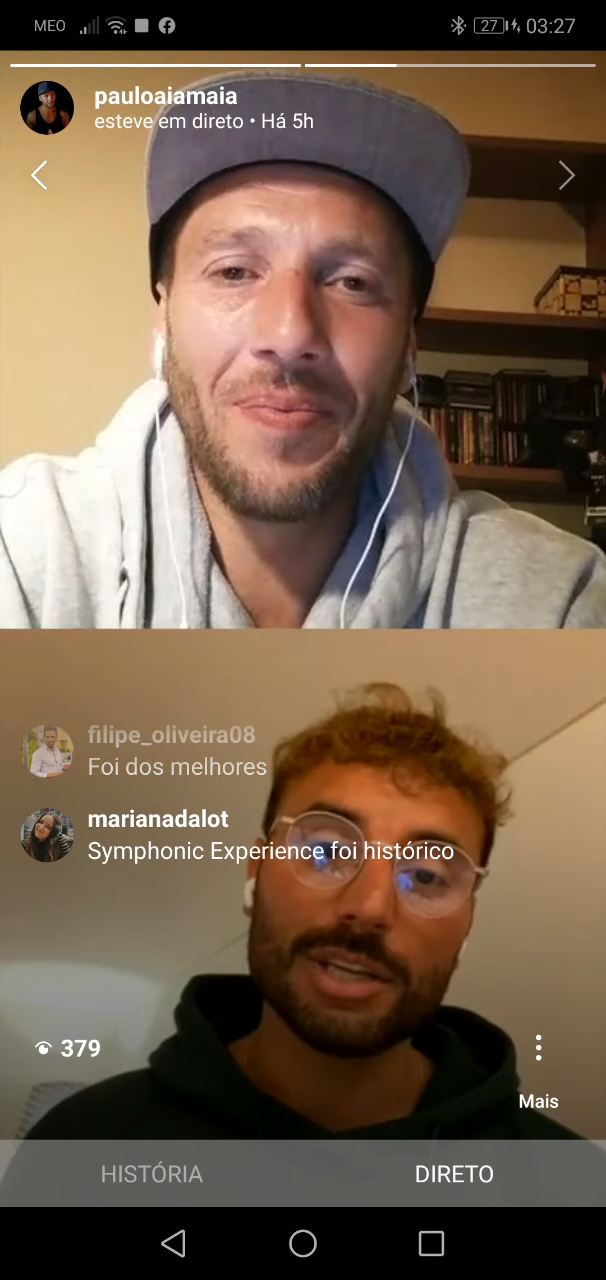 MEO
27
03:27
pauloaiamaia
esteve em direto • Há 5h
filipe_oliveira08
Foi dos melhores
marianadalot
Symphonic Experience foi histórico
379
Mais
HISTÓRIA
DIRETO